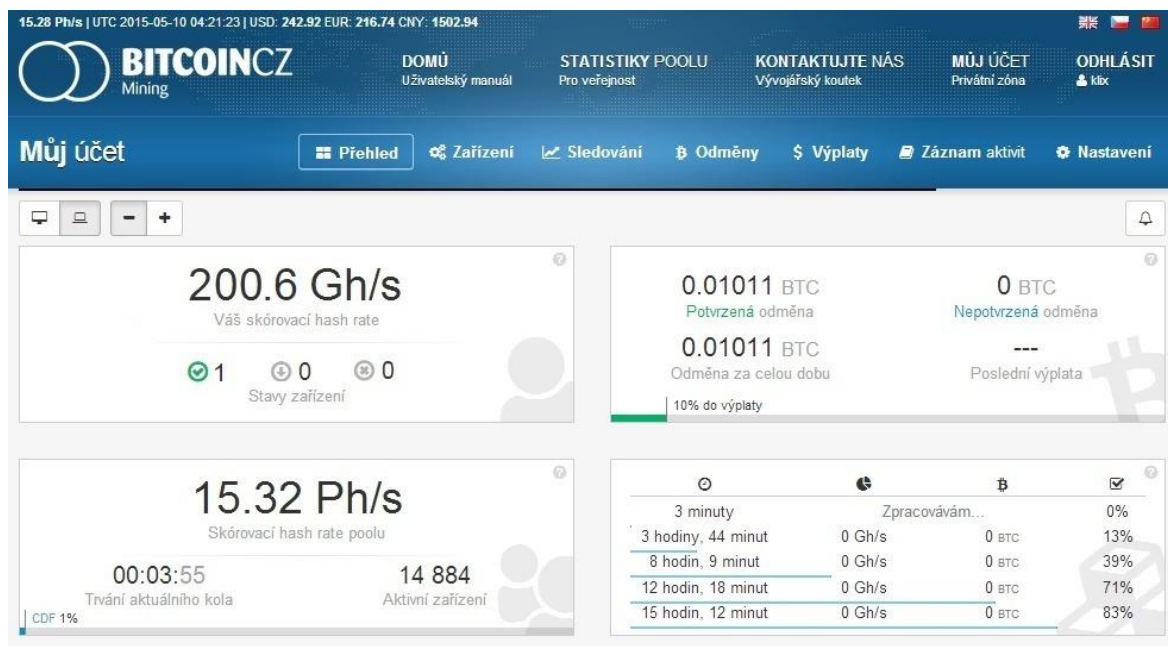 15.28 Ph/s | UTC 2015-05-10 04:21:23 | USD: 242.92 EUR: 216.74 CNY: 1502.94
BITCOINCZ
Mining
DOMŮ
Uživatelský manuál
STATISTIKY POOLU
Pro veřejnost
KONTAKTUJTE NÁS
Vývojářský koutek
MŮJ ÚČET
Privátní zóna
ODHLÁSIT
klix
Můj účet
Přehled
Zařízení
Sledování
Odměny
$ Výplaty
Záznam aktivit
Nastavení
200.6 Gh/s
Váš skórovací hash rate
1 0 0
Stavy zařízení
0.01011 BTC
Potvrzená odměna
0 BTC
Nepotvrzená odměna
0.01011 BTC
Odměna za celou dobu
---
Poslední výplata
10% do výplaty
15.32 Ph/s
Skórovací hash rate poolu
00:03:55
Trvání aktuálního kola
14 884
Aktivní zařízení
CDF 1%
3 minuty Zpracovávám... 0%
3 hodiny, 44 minut 0 Gh/s 0 BTC 13%
8 hodin, 9 minut 0 Gh/s 0 BTC 39%
12 hodin, 18 minut 0 Gh/s 0 BTC 71%
15 hodin, 12 minut 0 Gh/s 0 BTC 83%